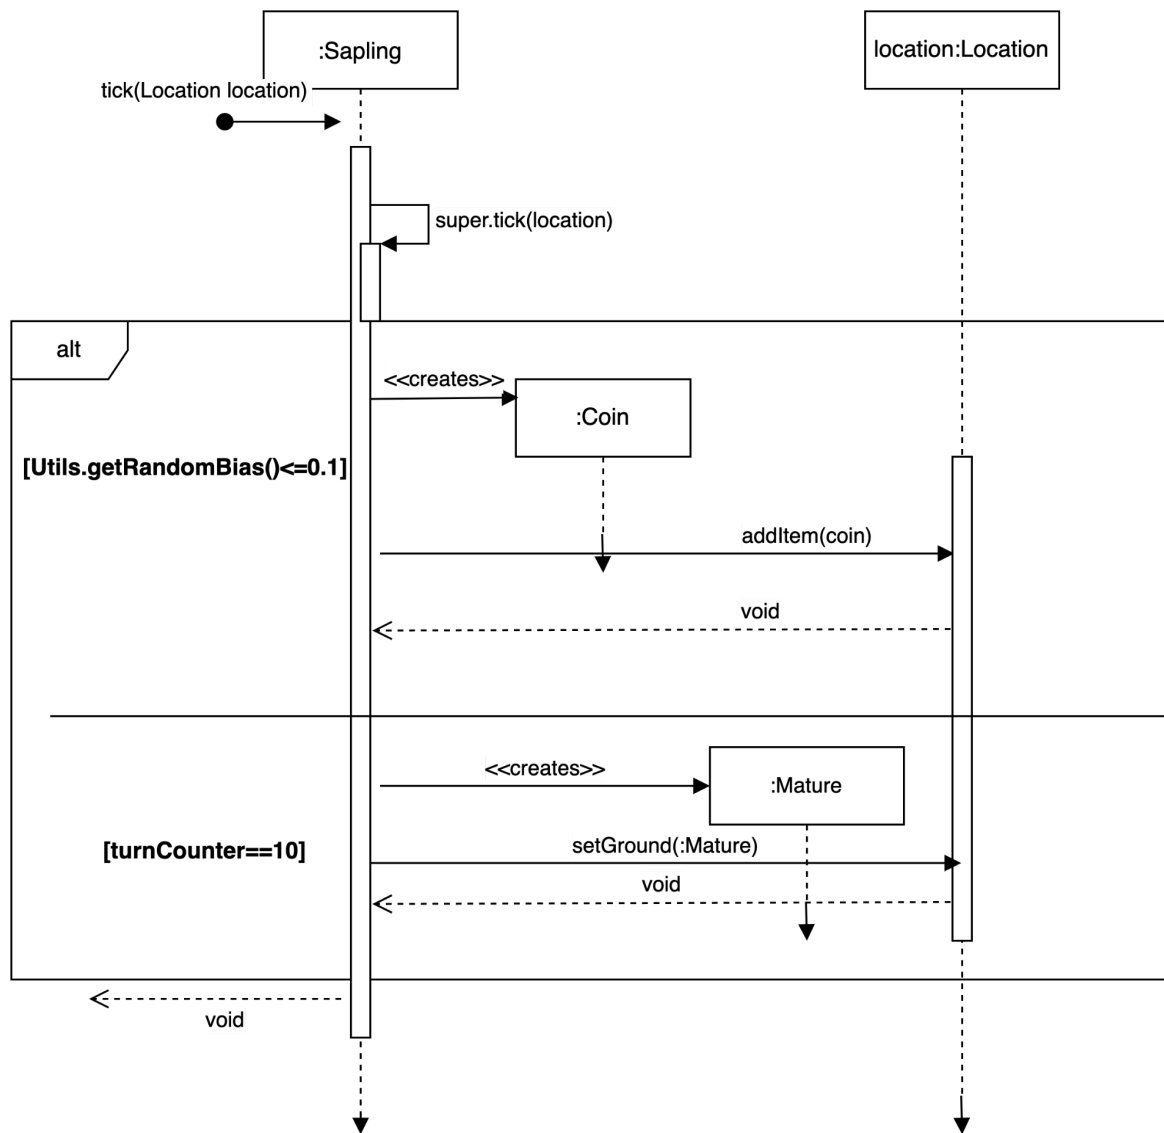 :Sapling
location:Location
tick(Location location)
super.tick(location)
alt
<<creates>>
:Coin
[Utils.getRandomBias()<=0.1]
addItem(coin)
void
<<creates>>
:Mature
[turnCounter==10]
setGround(:Mature)
void
void